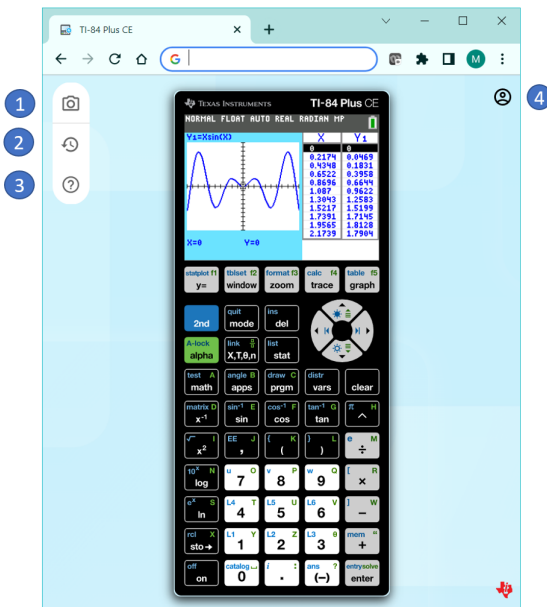 TI-84 Plus CE
G
M
1
2
3
4
TEXAS INSTRUMENTS TI-84 Plus CE
NORMAL FLOAT AUTO REAL RADIAN MP
Y1=Xsin(X)
X Y1
0 0
0.2174 0.0469
0.4348 0.1831
0.6522 0.3958
0.8696 0.6644
1.087 0.9622
1.3043 1.2583
1.5217 1.5199
1.7391 1.7145
1.9565 1.8128
2.1739 1.7904
X=0 Y=0
statplot f1 tblset f2 format f3 calc f4 table f5
y= window zoom trace graph
quit ins
2nd mode del
A-lock link list
alpha X,T,θ,n stat
test A angle B draw C distr
math apps prgm vars clear
matrix D sin⁻¹ E cos⁻¹ F tan⁻¹ G π H
x⁻¹ sin cos tan ^
√ I EE J { K } L e M
x² , ( ) ÷
10ˣ N u O v P w Q [ R
log 7 8 9 ×
eˣ S L4 T L5 U L6 V ] W
ln 4 5 6 −
rcl X L1 Y L2 Z L3 θ mem "
sto→ 1 2 3 +
off catalog i : ans ? entrysolve
on 0 . (−) enter